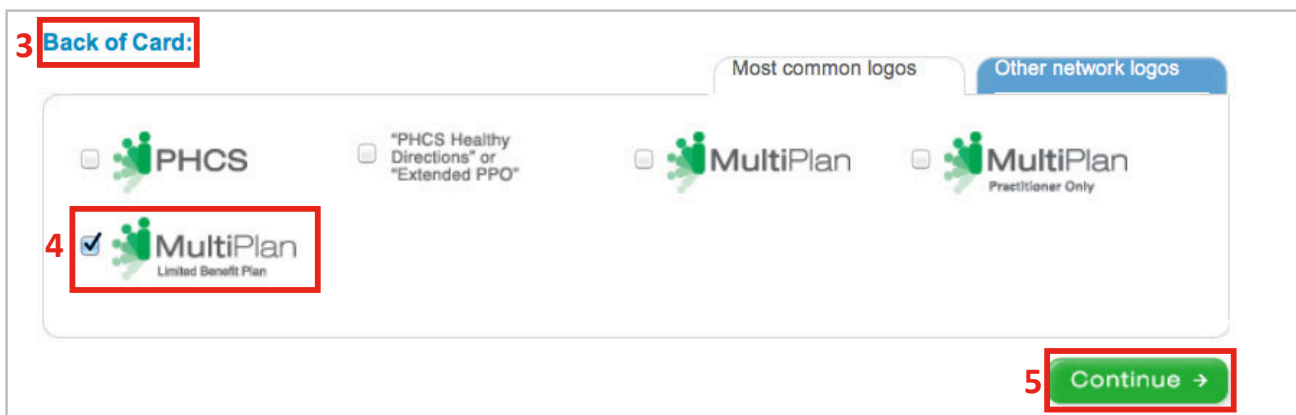 3 Back of Card:
Most common logos
Other network logos
PHCS
"PHCS Healthy
Directions" or
"Extended PPO"
MultiPlan
MultiPlan
Practitioner Only
4 MultiPlan
Limited Benefit Plan
5 Continue →